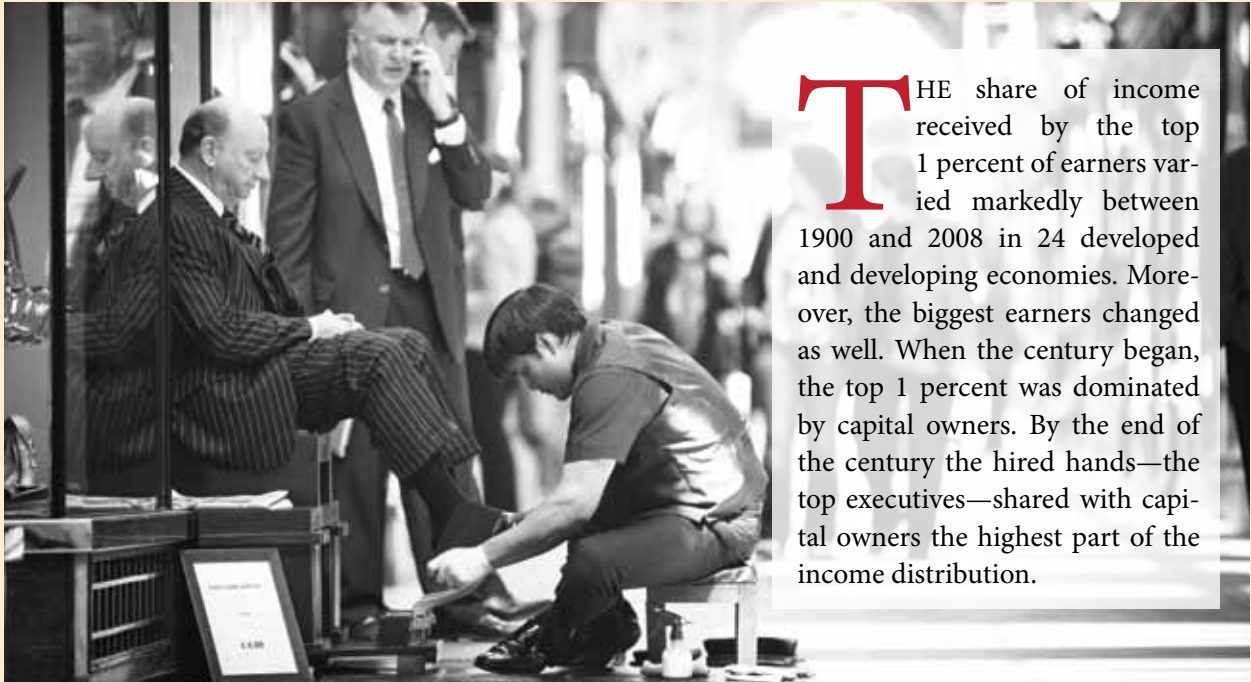 THE share of income
received by the top
1 percent of earners var-
ied markedly between
1900 and 2008 in 24 developed
and developing economies. More-
over, the biggest earners changed
as well. When the century began,
the top 1 percent was dominated
by capital owners. By the end of
the century the hired hands—the
top executives—shared with capi-
tal owners the highest part of the
income distribution.